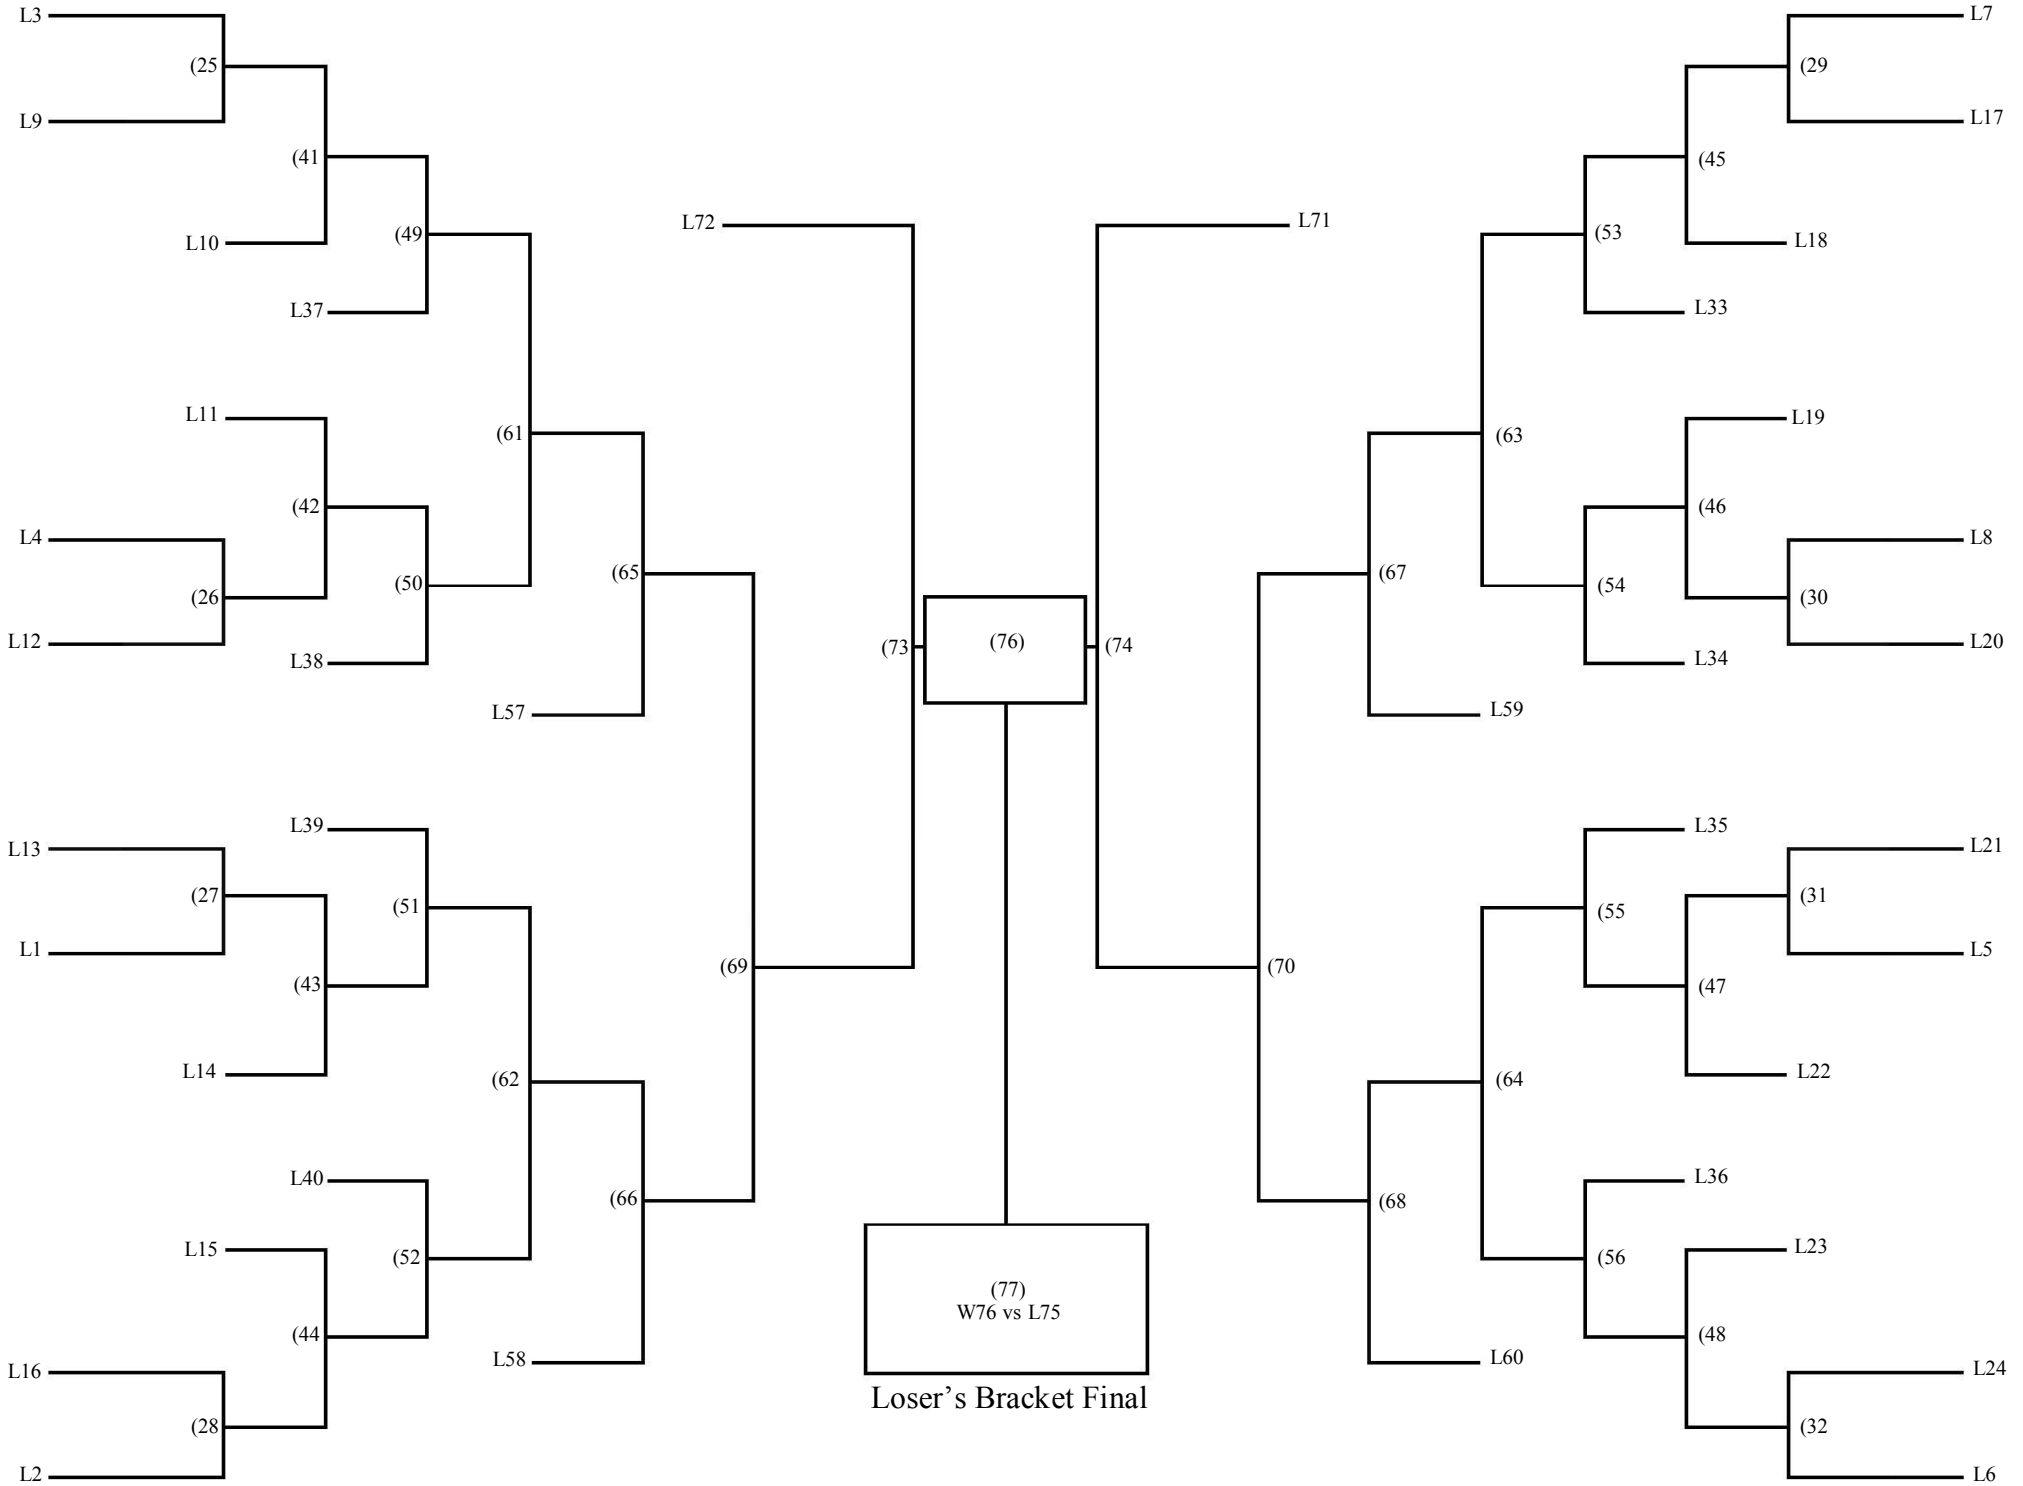 L3
L7
(25
(29
L9
L17
(41
(45
L10
L18
L72
L71
(49
(53
L37
L33
L11
L19
(61
(63
(42
(46
L4
L8
(65
(67
(50
(54
(26
(30
L12
L20
(73
(76)
(74
L38
L34
L57
L59
L39
L35
L13
L21
(27
(31
(51
(55
L1
L5
(69
(70
(43
(47
L14
L22
(62
(64
L40
L36
(66
(68
L15
L23
(52
(56
(77)
W76 vs L75
(44
(48
L58
L60
L16
L24
Loser’s Bracket Final
(28
(32
L2
L6